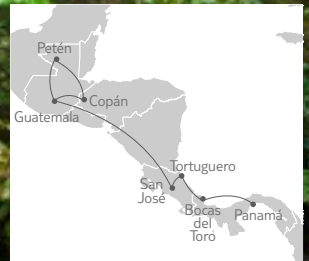 Petén
Copán
Guatemala
Tortuguero
San
José
Bocas
del
Toro
Panamá